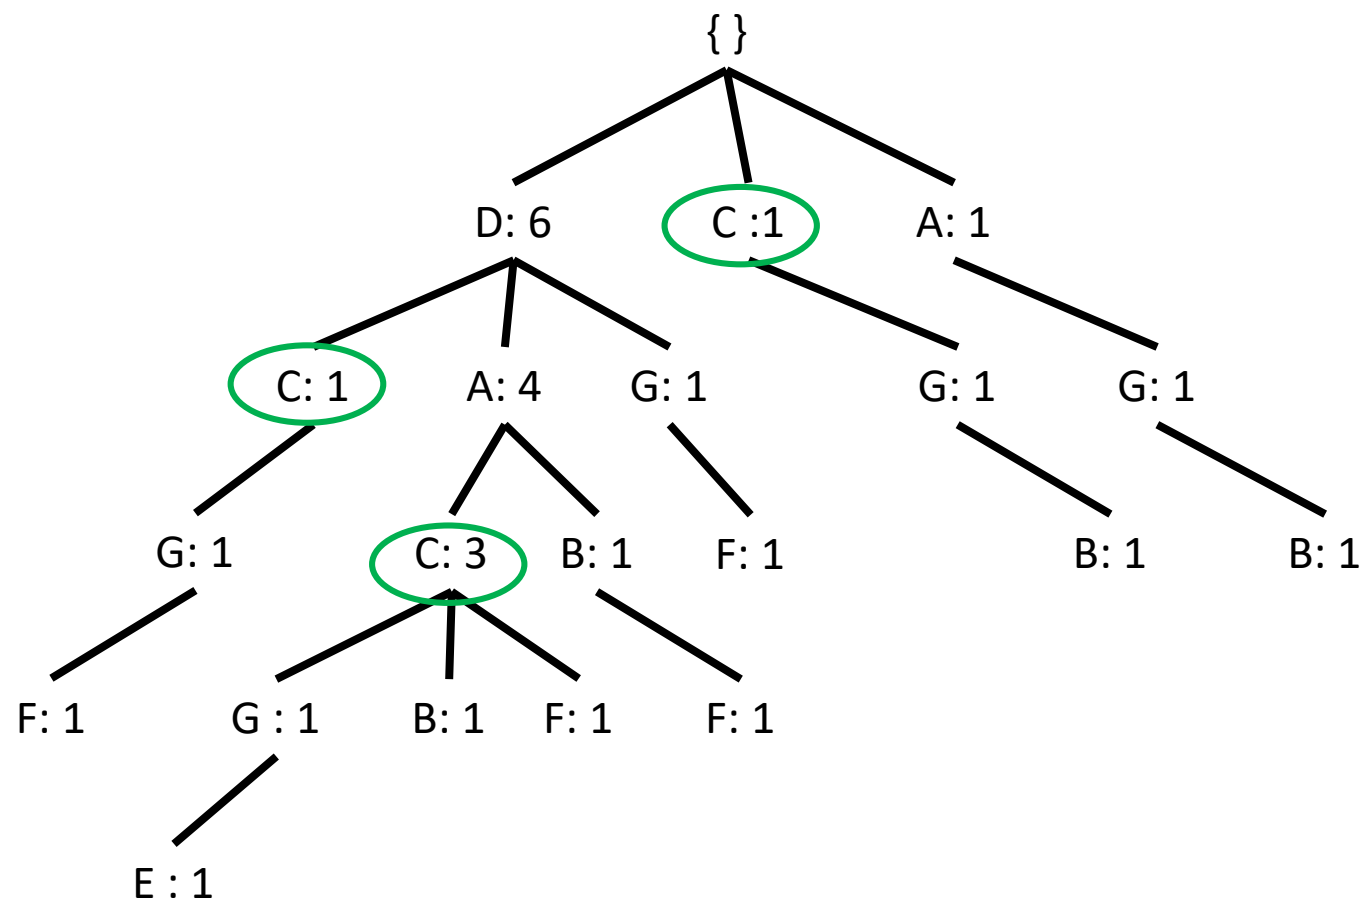 { }
D: 6 C :1 A: 1
C: 1 A: 4 G: 1 G: 1 G: 1
G: 1 C: 3 B: 1 F: 1 B: 1 B: 1
F: 1 G : 1 B: 1 F: 1 F: 1
E : 1